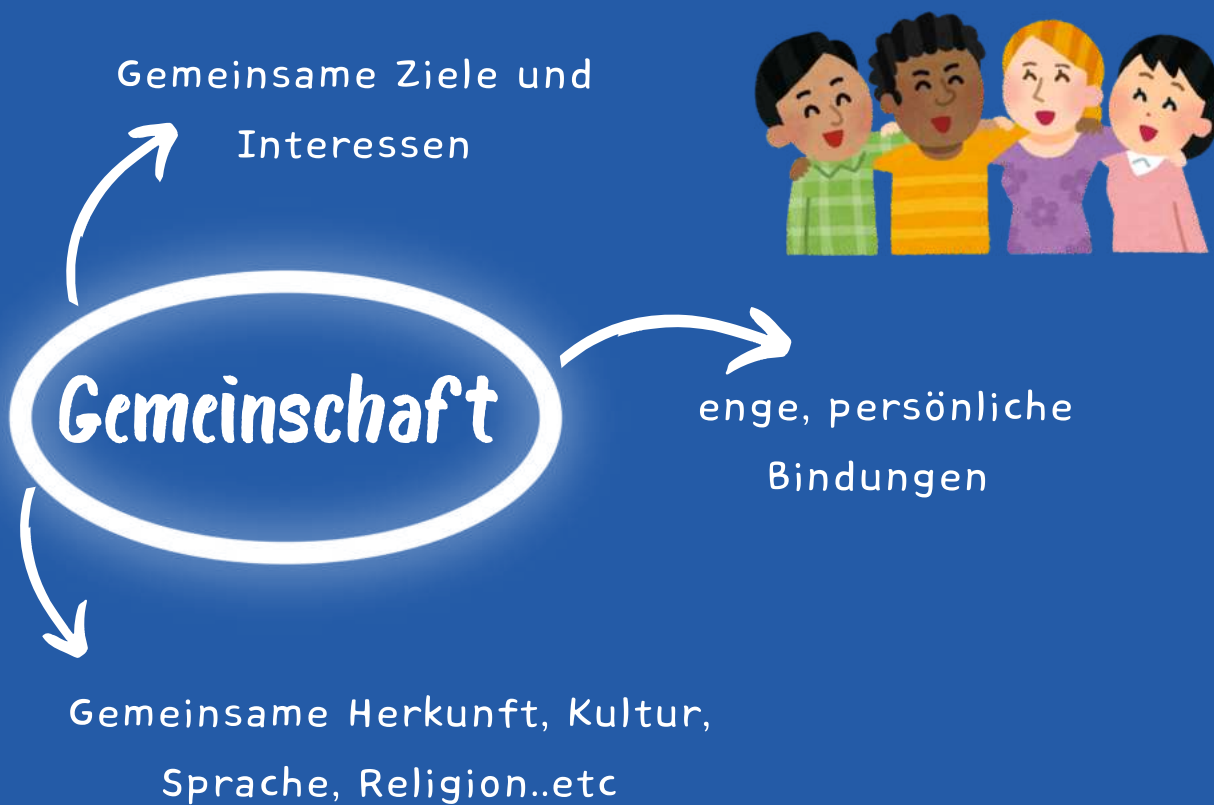 Gemeinsame Ziele und
Interessen
Gemeinschaft
enge, persönliche
Bindungen
Gemeinsame Herkunft, Kultur,
Sprache, Religion..etc